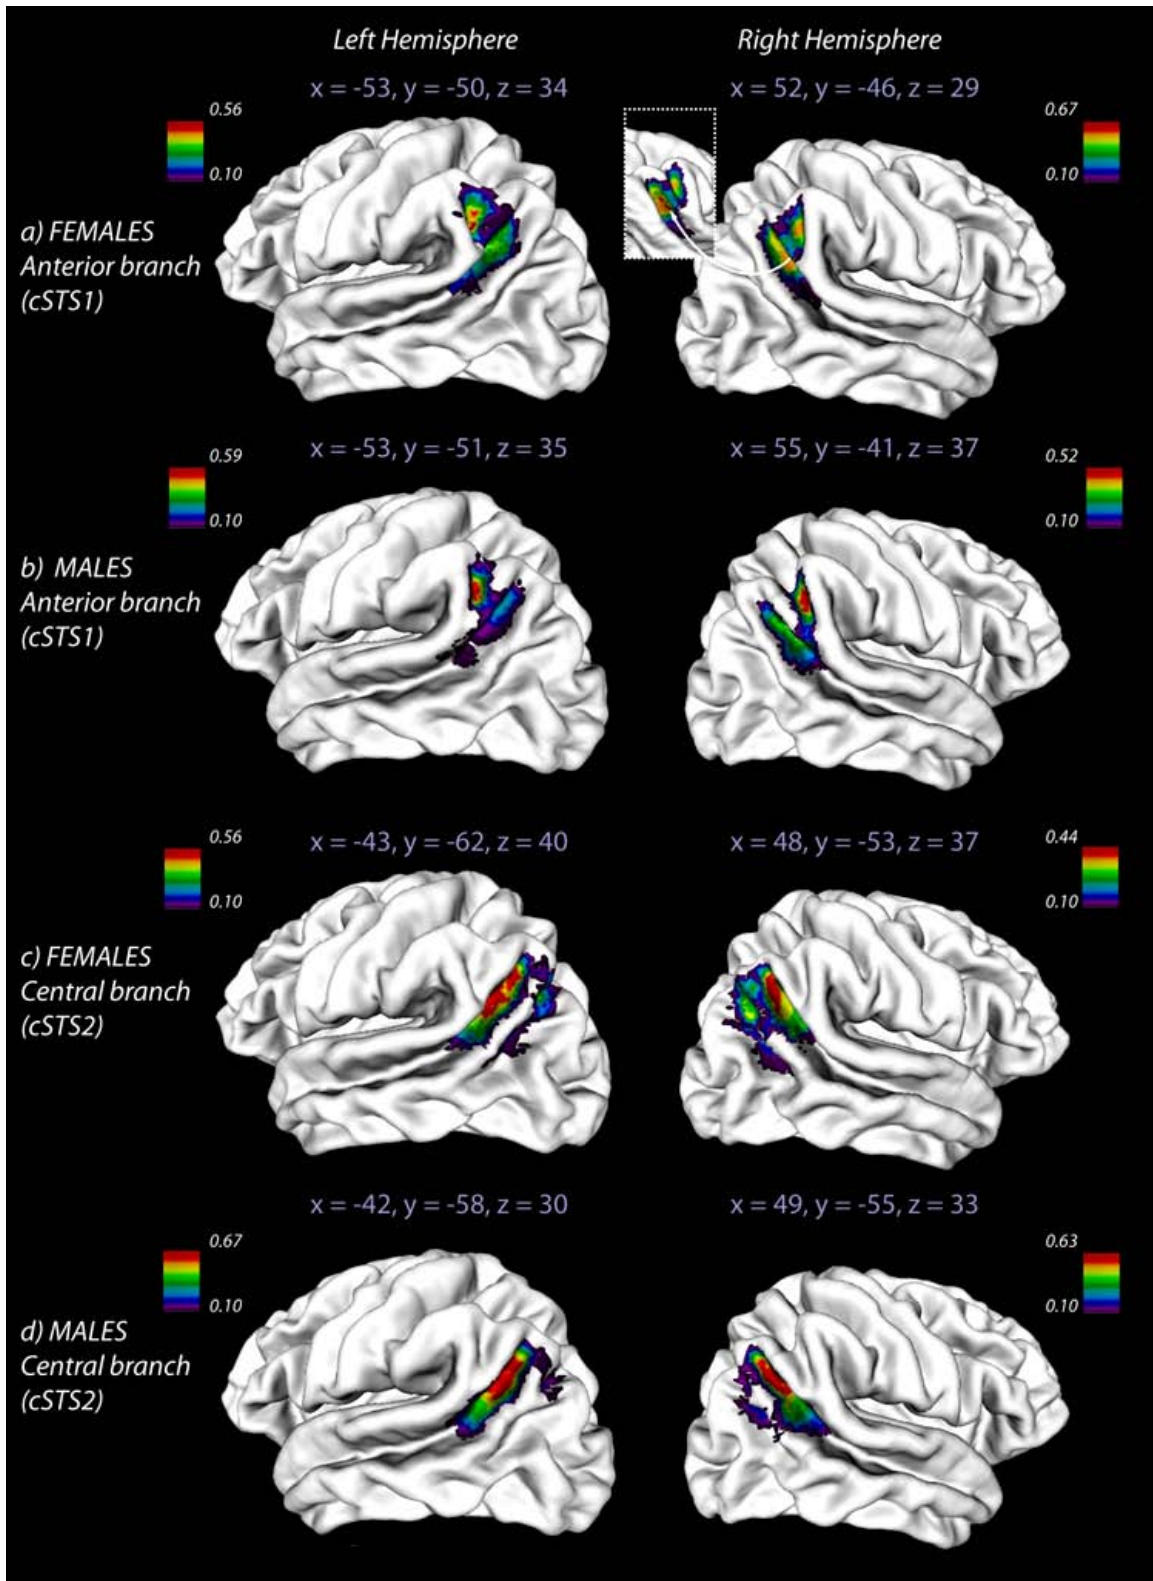 Left Hemisphere
Right Hemisphere
x = -53, y = -50, z = 34
x = 52, y = -46, z = 29
0.56
0.10
0.67
0.10
a) FEMALES
Anterior branch
(cSTS1)
x = -53, y = -51, z = 35
x = 55, y = -41, z = 37
0.59
0.10
0.52
0.10
b) MALES
Anterior branch
(cSTS1)
x = -43, y = -62, z = 40
x = 48, y = -53, z = 37
0.56
0.10
0.44
0.10
c) FEMALES
Central branch
(cSTS2)
x = -42, y = -58, z = 30
x = 49, y = -55, z = 33
0.67
0.10
0.63
0.10
d) MALES
Central branch
(cSTS2)